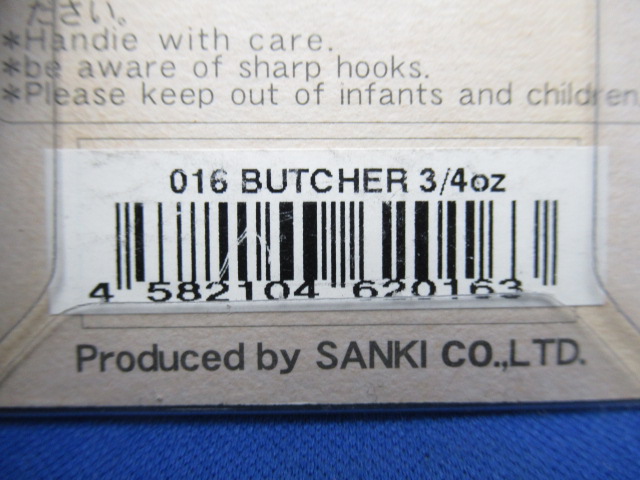 ださい。
*Handie with care.
*be aware of sharp hooks.
*Please keep out of infants and children
016 BUTCHER 3/4oz
4 582104 620163
Produced by SANKI CO.,LTD.